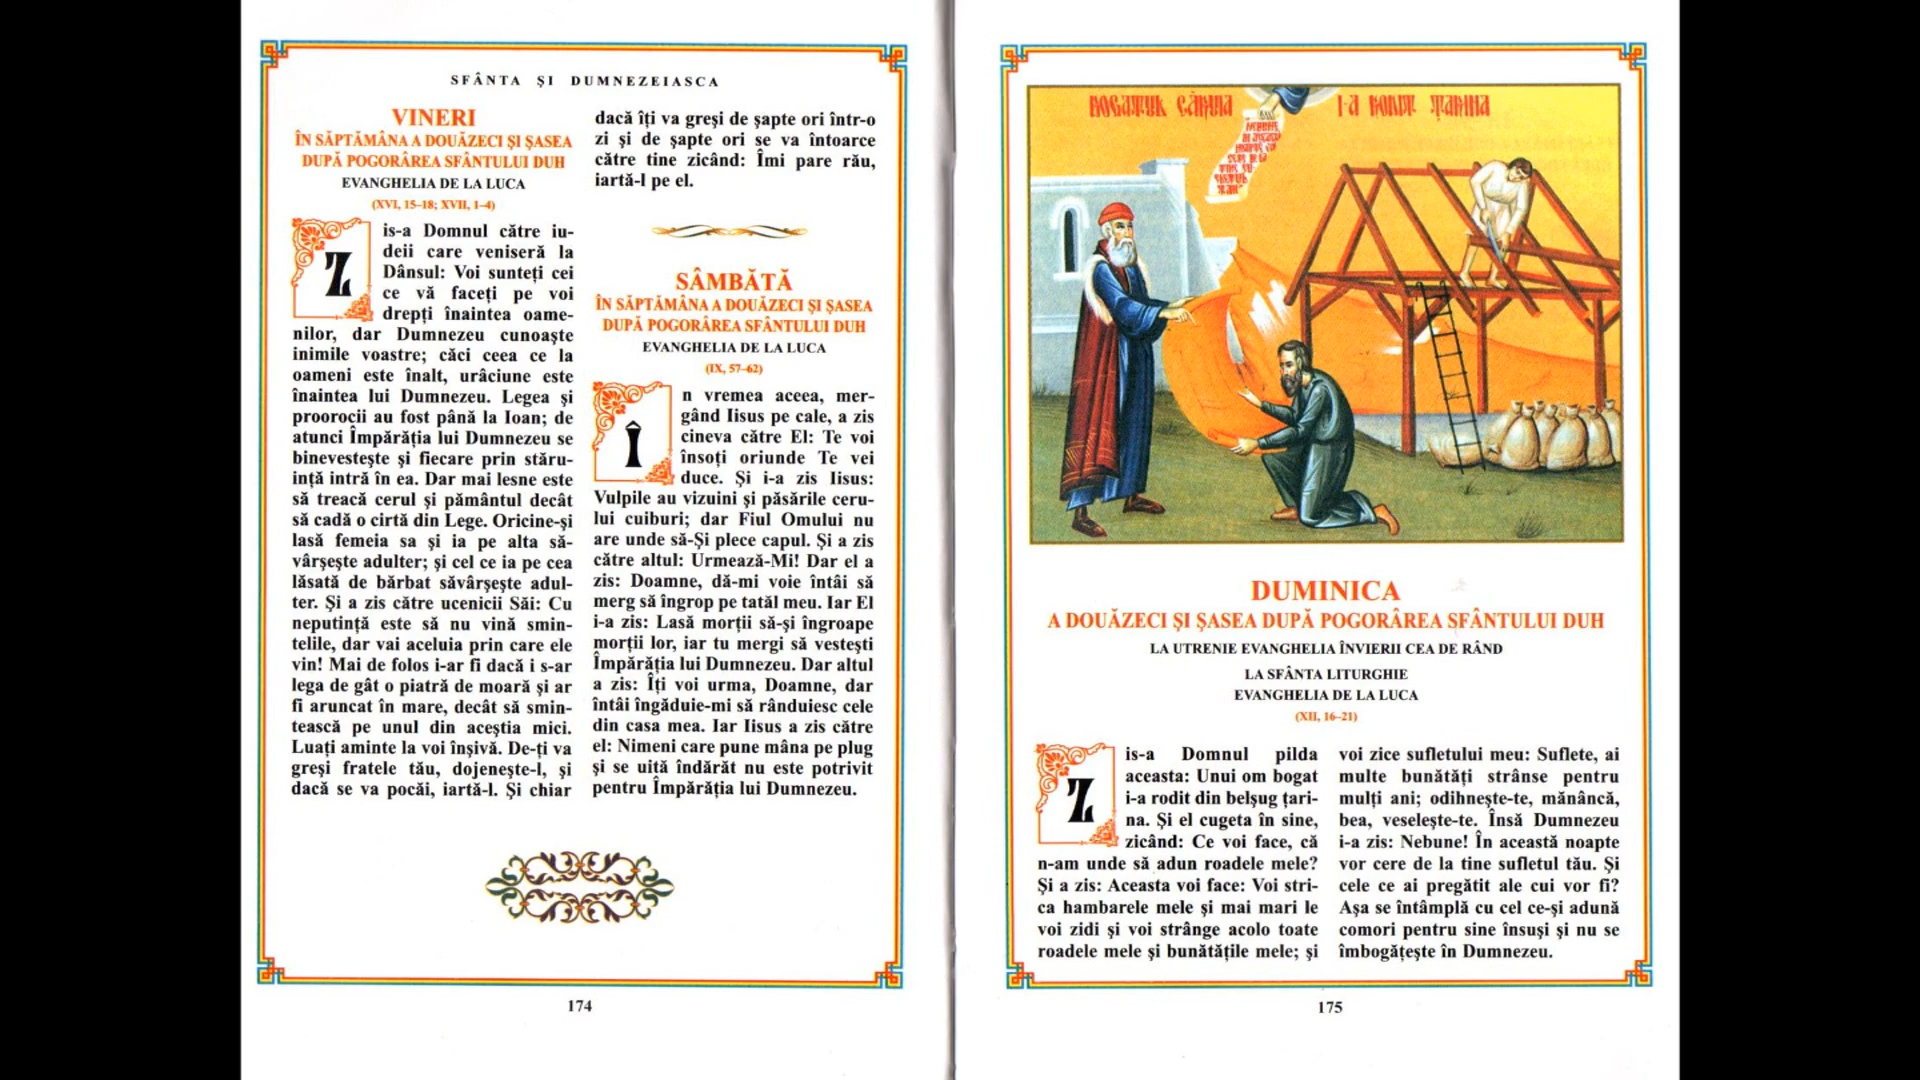 SFÂNTA ŞI DUMNEZEIASCA
VINERI
ÎN SĂPTĂMÂNA A DOUĂZECI ŞI ŞASEA
DUPĂ POGORÂREA SFÂNTULUI DUH
EVANGHELIA DE LA LUCA
(XVI, 15–18; XVII, 1–4)
Zis-a Domnul către iu-
deii care veniseră la
Dânsul: Voi sunteţi cei
ce vă faceţi pe voi
drepţi înaintea oame-
nilor, dar Dumnezeu cunoaşte
inimile voastre; căci ceea ce la
oameni este înalt, urâciune este
înaintea lui Dumnezeu. Legea şi
proorocii au fost până la Ioan; de
atunci Împărăţia lui Dumnezeu se
binevesteşte şi fiecare prin stăru-
inţă intră în ea. Dar mai lesne este
să treacă cerul şi pământul decât
să cadă o cirtă din Lege. Oricine-şi
lasă femeia sa şi ia pe alta să-
vârşeşte adulter; şi cel ce ia pe cea
lăsată de bărbat săvârşeşte adul-
ter. Şi a zis către ucenicii Săi: Cu
neputinţă este să nu vină smin-
telile, dar vai aceluia prin care ele
vin! Mai de folos i-ar fi dacă i s-ar
lega de gât o piatră de moară şi ar
fi aruncat în mare, decât să smin-
tească pe unul din aceştia mici.
Luaţi aminte la voi înşivă. De-ţi va
greşi fratele tău, dojeneşte-l, şi
dacă se va pocăi, iartă-l. Şi chiar
dacă îţi va greşi de şapte ori într-o
zi şi de şapte ori se va întoarce
către tine zicând: Îmi pare rău,
iartă-l pe el.
SÂMBĂTĂ
ÎN SĂPTĂMÂNA A DOUĂZECI ŞI ŞASEA
DUPĂ POGORÂREA SFÂNTULUI DUH
EVANGHELIA DE LA LUCA
(IX, 57–62)
În vremea aceea, mer-
gând Iisus pe cale, a zis
cineva către El: Te voi
însoţi oriunde Te vei
duce. Şi i-a zis Iisus:
Vulpile au vizuini şi păsările ceru-
lui cuiburi; dar Fiul Omului nu
are unde să-Şi plece capul. Şi a zis
către altul: Urmează-Mi! Dar el a
zis: Doamne, dă-mi voie întâi să
merg să îngrop pe tatăl meu. Iar El
i-a zis: Lasă morţii să-şi îngroape
morţii lor, iar tu mergi să vesteşti
Împărăţia lui Dumnezeu. Dar altul
a zis: Îţi voi urma, Doamne, dar
întâi îngăduie-mi să rânduiesc cele
din casa mea. Iar Iisus a zis către
el: Nimeni care pune mâna pe plug
şi se uită îndărăt nu este potrivit
pentru Împărăţia lui Dumnezeu.
174
BOGATUL CĂRUIA I-A RODIT ŢARINA
DUMINICA
A DOUĂZECI ŞI ŞASEA DUPĂ POGORÂREA SFÂNTULUI DUH
LA UTRENIE EVANGHELIA ÎNVIERII CEA DE RÂND
LA SFÂNTA LITURGHIE
EVANGHELIA DE LA LUCA
(XII, 16–21)
Zis-a Domnul pilda
aceasta: Unui om bogat
i-a rodit din belşug ţari-
na. Şi el cugeta în sine,
zicând: Ce voi face, că
n-am unde să adun roadele mele?
Şi a zis: Aceasta voi face: Voi stri-
ca hambarele mele şi mai mari le
voi zidi şi voi strânge acolo toate
roadele mele şi bunătăţile mele; şi
voi zice sufletului meu: Suflete, ai
multe bunătăţi strânse pentru
mulţi ani; odihneşte-te, mănâncă,
bea, veseleşte-te. Însă Dumnezeu
i-a zis: Nebune! În această noapte
vor cere de la tine sufletul tău. Şi
cele ce ai pregătit ale cui vor fi?
Aşa se întâmplă cu cel ce-şi adună
comori pentru sine însuşi şi nu se
îmbogăţeşte în Dumnezeu.
175